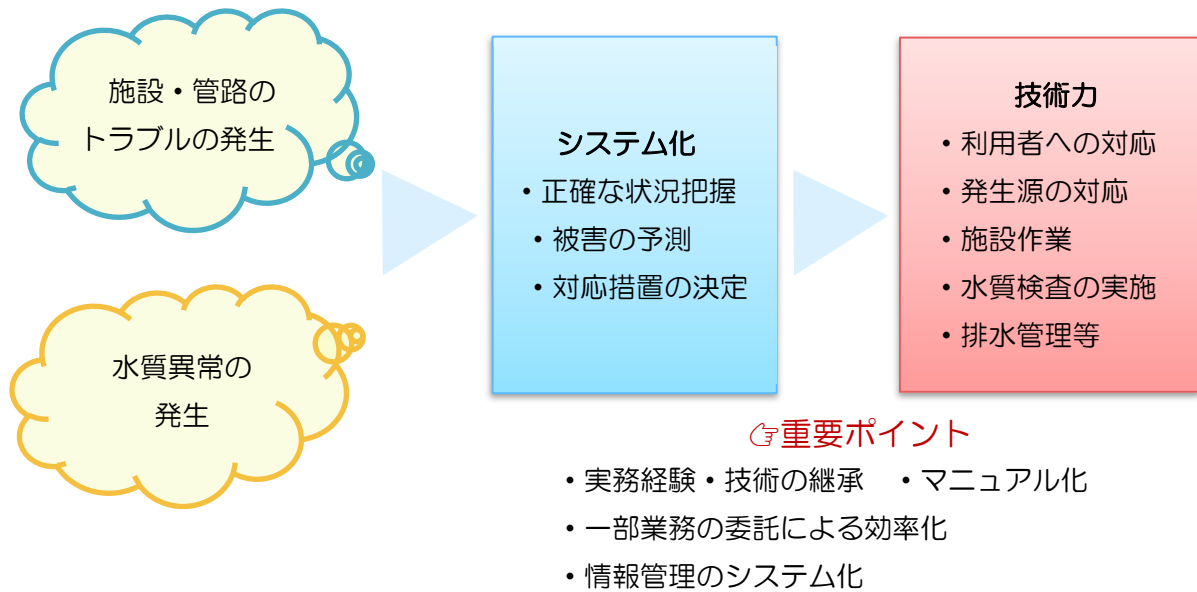 施設・管路の
トラブルの発生
水質異常の
発生
システム化
・正確な状況把握
・被害の予測
・対応措置の決定
技術力
・利用者への対応
・発生源の対応
・施設作業
・水質検査の実施
・排水管理等
☞重要ポイント
・実務経験・技術の継承　・マニュアル化
・一部業務の委託による効率化
・情報管理のシステム化